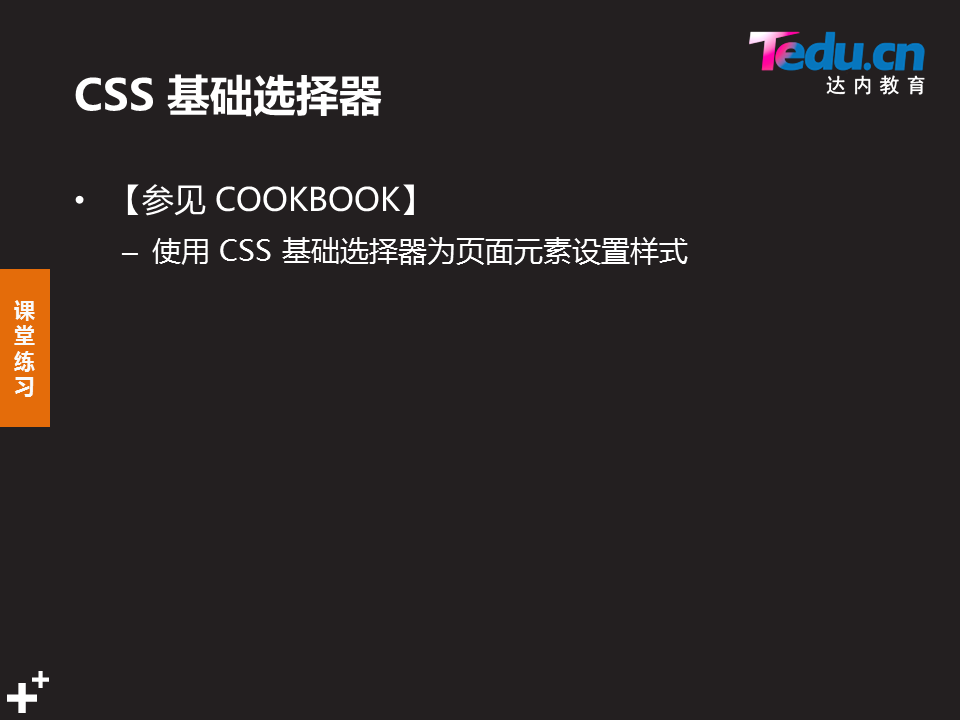 Tedu.cn
达内教育
CSS 基础选择器
• 【参见 COOKBOOK】
– 使用 CSS 基础选择器为页面元素设置样式
课
堂
练
习